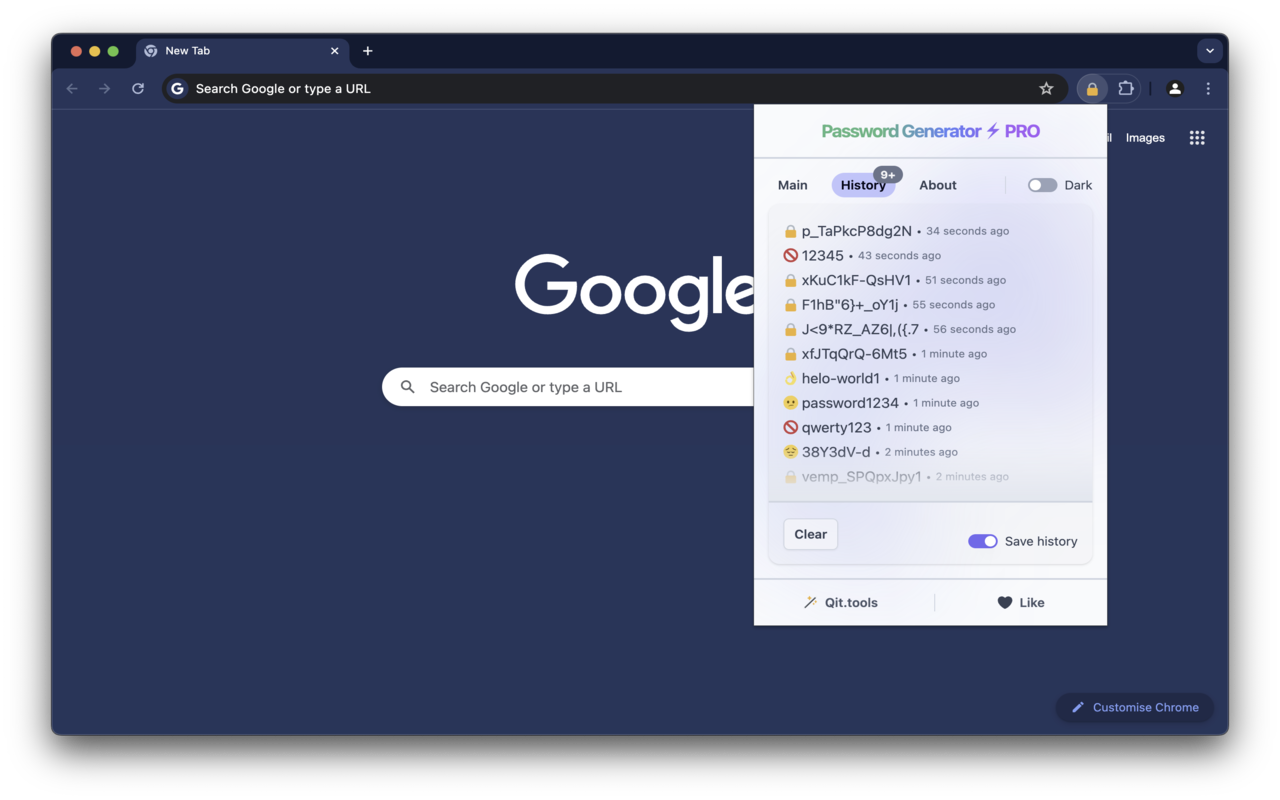 New Tab
Search Google or type a URL
Password Generator ⚡ PRO
il Images
Main History 9+ About Dark
p_TaPkcP8dg2N • 34 seconds ago
12345 • 43 seconds ago
xKuC1kF-QsHV1 • 51 seconds ago
F1hB"6}+_oY1j • 55 seconds ago
J<9*RZ_AZ6|,({.7 • 56 seconds ago
xfJTqQrQ-6Mt5 • 1 minute ago
helo-world1 • 1 minute ago
password1234 • 1 minute ago
qwerty123 • 1 minute ago
38Y3dV-d • 2 minutes ago
vemp_SPQpxJpy1 • 2 minutes ago
Google
Search Google or type a URL
Clear
Save history
Qit.tools
Like
Customise Chrome